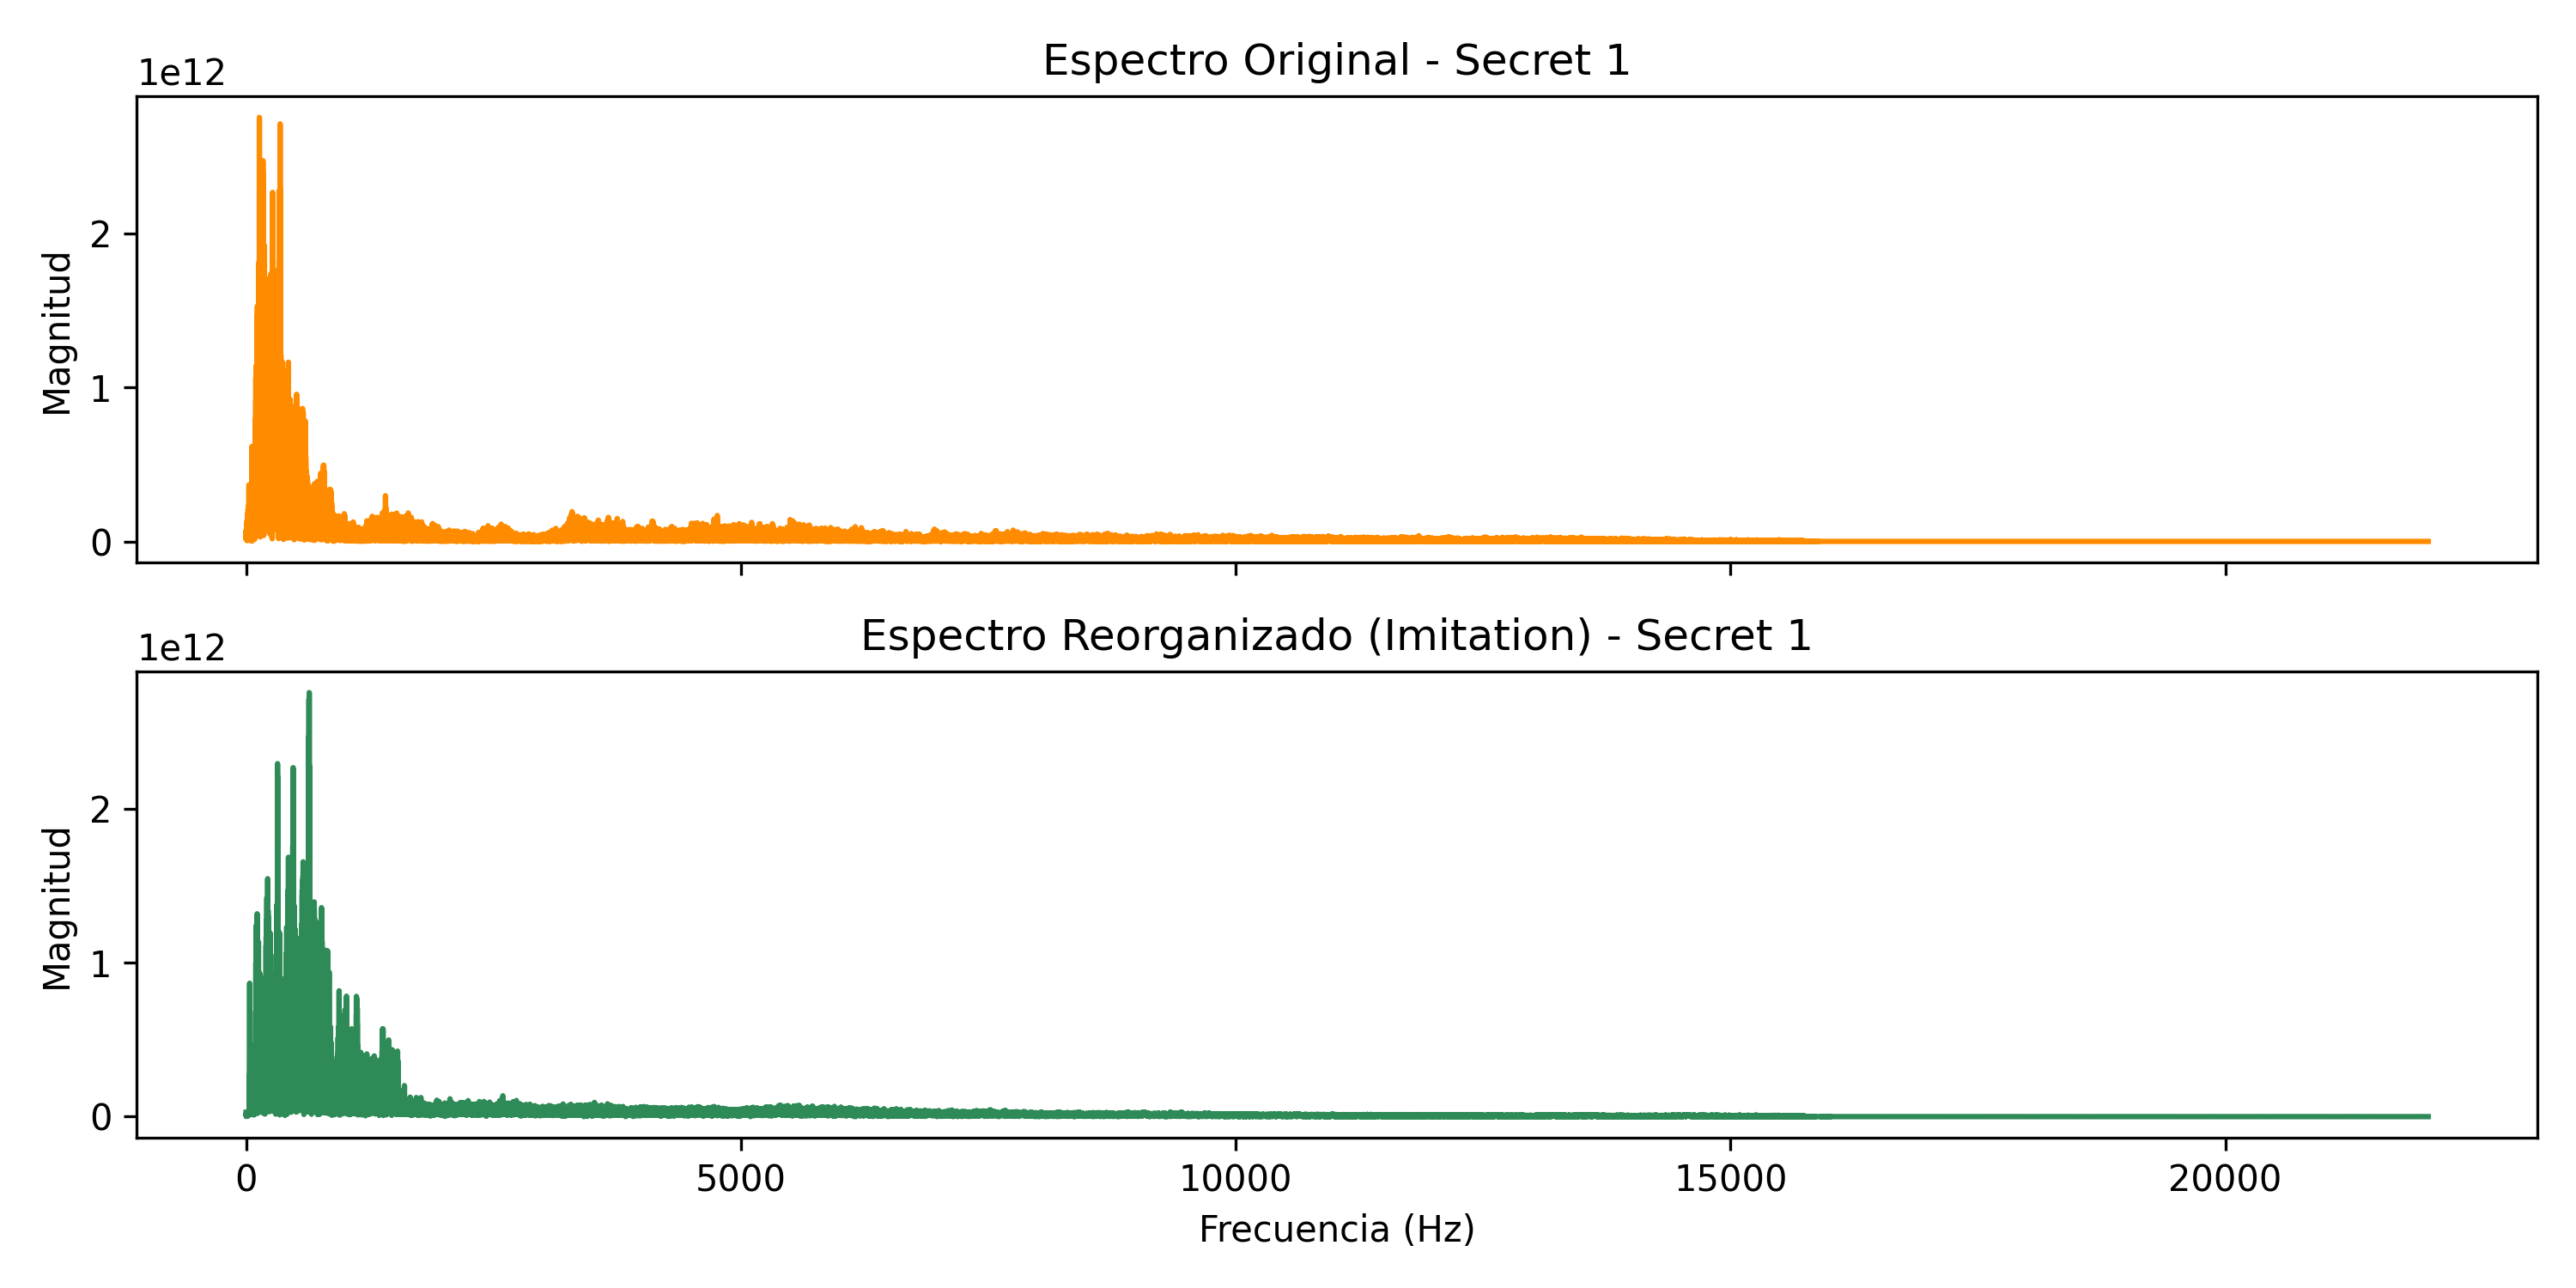 Espectro Original - Secret 1
1e12
Magnitud
2
1
0
Espectro Reorganizado (Imitation) - Secret 1
1e12
Magnitud
2
1
0
0 5000 10000 15000 20000
Frecuencia (Hz)